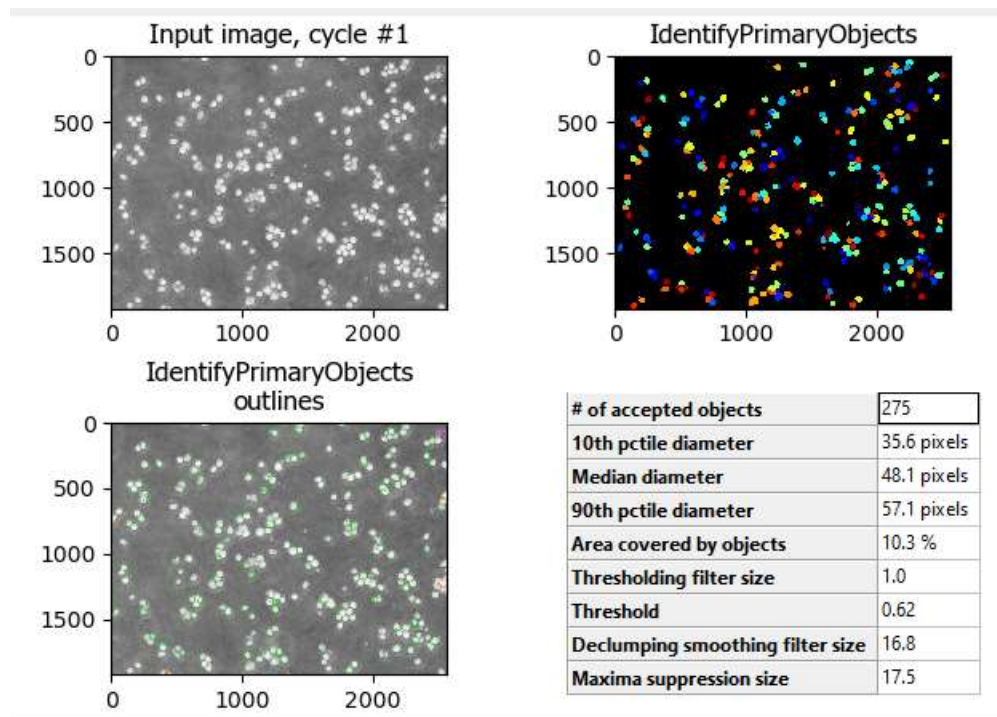 Input image, cycle #1
0
500
1000
1500
0 1000 2000
IdentifyPrimaryObjects
0
500
1000
1500
0 1000 2000
IdentifyPrimaryObjects
outlines
0
500
1000
1500
0 1000 2000
# of accepted objects 275
10th pctile diameter 35.6 pixels
Median diameter 48.1 pixels
90th pctile diameter 57.1 pixels
Area covered by objects 10.3 %
Thresholding filter size 1.0
Threshold 0.62
Declumping smoothing filter size 16.8
Maxima suppression size 17.5